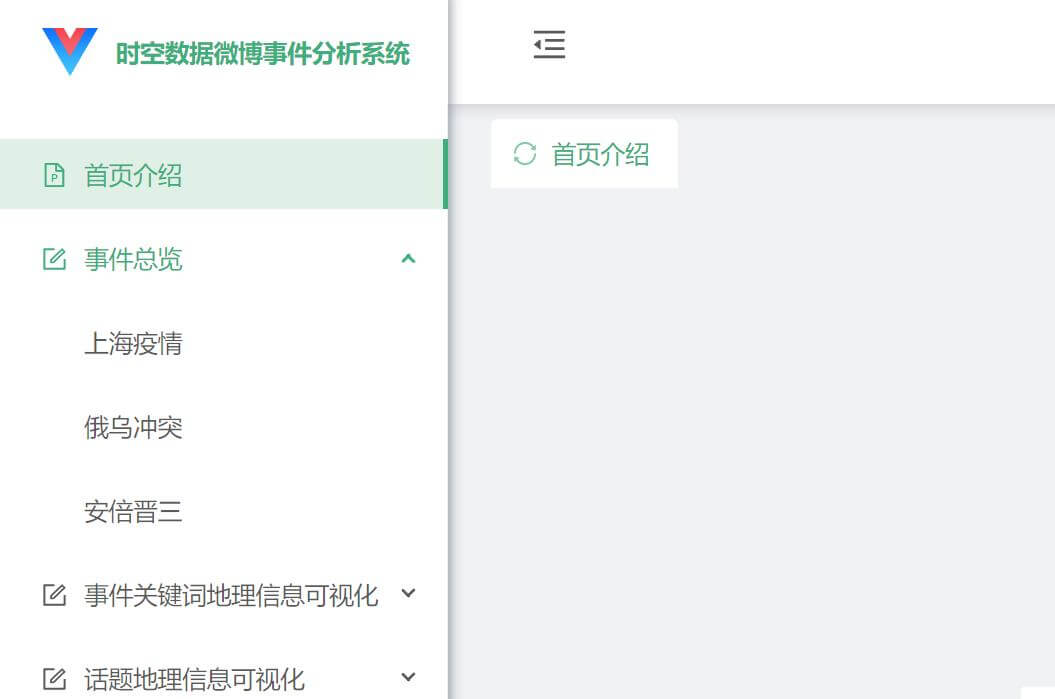 时空数据微博事件分析系统
首页介绍
首页介绍
事件总览
上海疫情
俄乌冲突
安倍晋三
事件关键词地理信息可视化
话题地理信息可视化